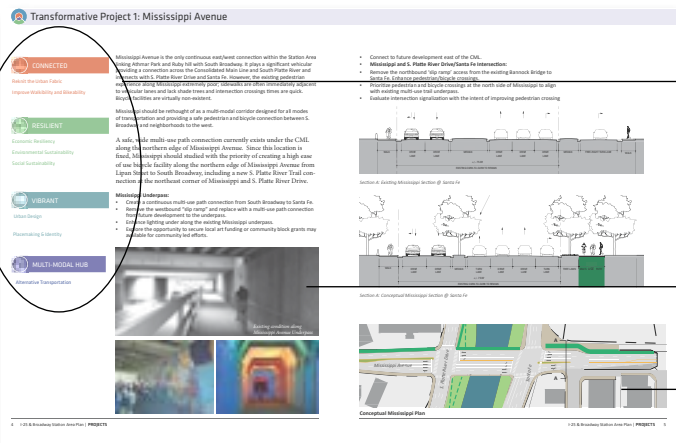 Transformative Project 1: Mississippi Avenue
CONNECTED
Reknit the Urban Fabric
Improve Walkability and Bikeability
RESILIENT
Economic Resiliency
Environmental Sustainability
Social Sustainability
VIBRANT
Urban Design
Placemaking & Identity
MULTI-MODAL HUB
Alternative Transportation
Mississippi Avenue is the only continuous east/west connection within the Station Area
linking Athmar Park and Ruby hill with South Broadway. It plays a significant
providing a connection across the Consolidated Main Line and South Platte River and
intersects with S. Platte River Drive and Santa Fe. However, the existing pedestrian
experience along Mississippi extremely poor; sidewalks are often immediately adjacent
to vehicular lanes and lack shade trees and intersection crossings times are quick.
Bicycle facilities are virtually non-existent.
Mississippi should be rethought of as a multi-modal corridor designed for all modes
of transportation and providing a safe pedestrian and bicycle connection between S.
Broadway and neighborhoods to the west.
A safe, wide multi-use path connection currently exists under the CML
along the northern edge of Mississippi Avenue. Since this location is
fixed, Mississippi should studied with the priority of creating a high ease
of use bicycle facility along the northern edge of Mississippi Avenue from
Lipan Street to South Broadway, including a new S. Platte River Trail con-
nection at the northeast corner of Mississippi and S. Platte River Drive.
Mississippi Underpass:
• Create a continuous multi-use path connection from South Broadway to Santa Fe.
• Remove the westbound "slip ramp" and replace with a multi-use path connection
from future development to the underpass.
• Enhance lighting under along the existing Mississippi underpass.
• Explore the opportunity to secure local art funding or community block grants may
available for community led efforts.
Existing condition along
Mississippi Avenue Underpass
4 I-25 & Broadway Station Area Plan | PROJECTS
• Connect to future development east of the CML.
• Mississippi and S. Platte River Drive/Santa Fe Intersection:
• Remove the northbound 'slip ramp' access from the existing Bannock Bridge to
Santa Fe. Enhance pedestrian/bicycle crossings.
• Prioritize pedestrian and bicycle crossings at the north side of Mississippi to align
with existing multi-use trail underpass.
• Evaluate intersection signalization with the intent of improving pedestrian crossing
Section A: Existing Mississippi Section @ Santa Fe
Section A: Conceptual Mississippi Section @ Santa Fe
Mississippi Avenue
S. Platte River Drive
Santa Fe
A
A
Conceptual Mississippi Plan
I-25 & Broadway Station Area Plan | PROJECTS 5